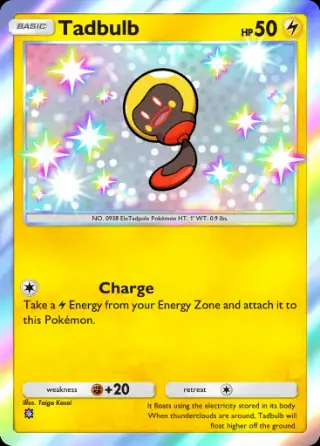 BASIC Tadbulb HP 50
NO. 0938 EleTadpole Pokémon HT: 1' WT: 0.9 lbs.
Charge
Take a Energy from your Energy Zone and attach it to
this Pokémon.
weakness +20 retreat
Illus. Taiga Kasai
It floats using the electricity stored in its body.
When thunderclouds are around, Tadbulb will
float higher off the ground.